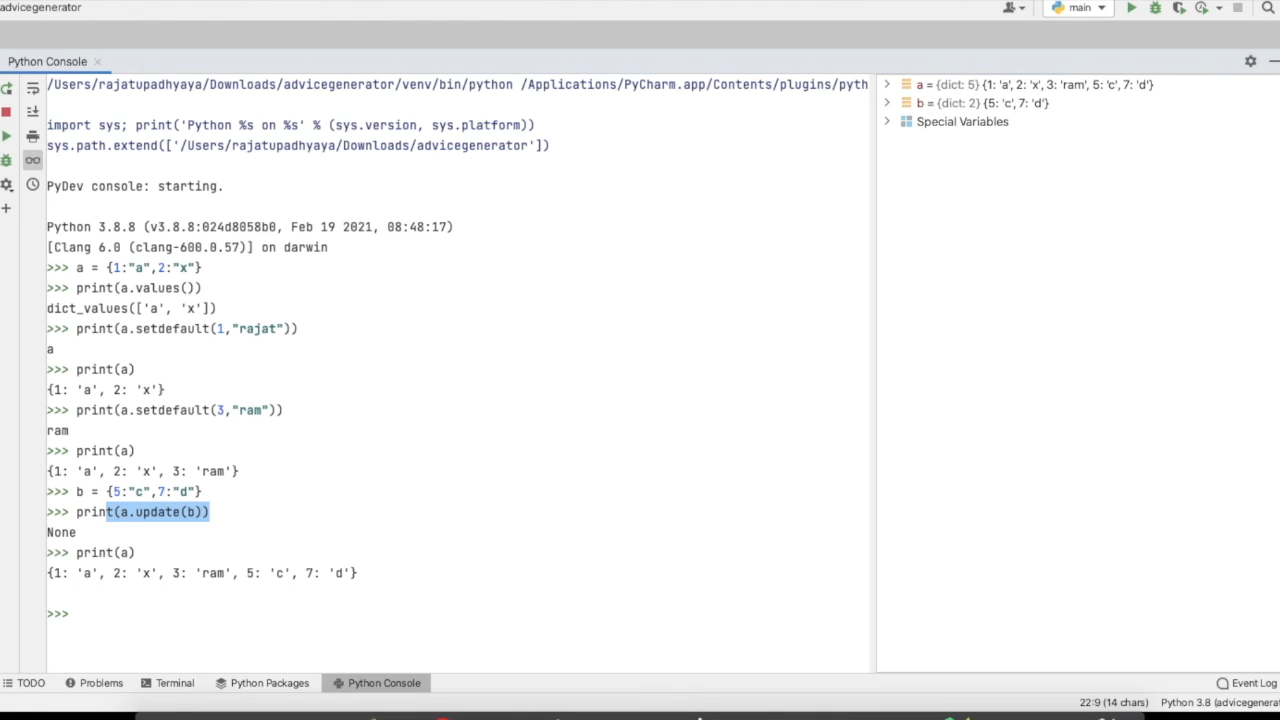 advicegenerator
main
Python Console
/Users/rajatupadhyaya/Downloads/advicegenerator/venv/bin/python /Applications/PyCharm.app/Contents/plugins/pyth
import sys; print('Python %s on %s' % (sys.version, sys.platform))
sys.path.extend(['/Users/rajatupadhyaya/Downloads/advicegenerator'])
PyDev console: starting.
Python 3.8.8 (v3.8.8:024d8058b0, Feb 19 2021, 08:48:17)
[Clang 6.0 (clang-600.0.57)] on darwin
>>> a = {1:"a",2:"x"}
>>> print(a.values())
dict_values(['a', 'x'])
>>> print(a.setdefault(1,"rajat"))
a
>>> print(a)
{1: 'a', 2: 'x'}
>>> print(a.setdefault(3,"ram"))
ram
>>> print(a)
{1: 'a', 2: 'x', 3: 'ram'}
>>> b = {5:"c",7:"d"}
>>> print(a.update(b))
None
>>> print(a)
{1: 'a', 2: 'x', 3: 'ram', 5: 'c', 7: 'd'}
>>>
a = {dict: 5} {1: 'a', 2: 'x', 3: 'ram', 5: 'c', 7: 'd'}
b = {dict: 2} {5: 'c', 7: 'd'}
Special Variables
TODO
Problems
Terminal
Python Packages
Python Console
Event Log
22:9 (14 chars)
Python 3.8 (advicegenera